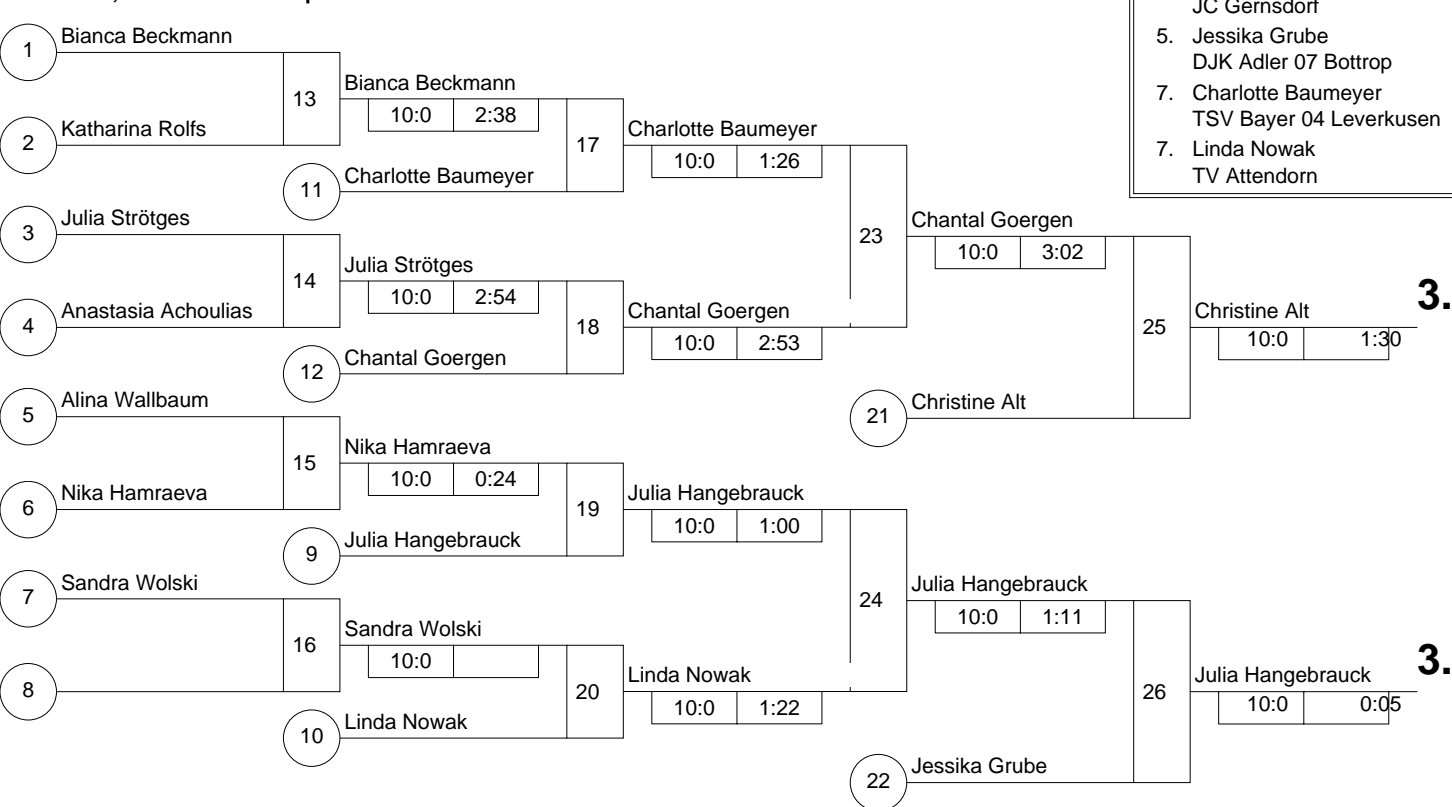 JC Gernsdorf
5. Jessika Grube
DJK Adler 07 Bottrop
7. Charlotte Baumeyer
TSV Bayer 04 Leverkusen
7. Linda Nowak
TV Attendorn
1 Bianca Beckmann
13
Bianca Beckmann
10:0 2:38
2 Katharina Rolfs
17
Charlotte Baumeyer
10:0 1:26
11 Charlotte Baumeyer
3 Julia Strötges
23
Chantal Goergen
10:0 3:02
14
Julia Strötges
10:0 2:54
4 Anastasia Achoulias
18
Chantal Goergen
10:0 2:53
25
Christine Alt
10:0 1:30
3.
12 Chantal Goergen
5 Alina Wallbaum
21 Christine Alt
15
Nika Hamraeva
10:0 0:24
6 Nika Hamraeva
19
Julia Hangebrauck
10:0 1:00
9 Julia Hangebrauck
7 Sandra Wolski
24
Julia Hangebrauck
10:0 1:11
16
Sandra Wolski
10:0
8
20
Linda Nowak
10:0 1:22
26
Julia Hangebrauck
10:0 0:05
3.
10 Linda Nowak
22 Jessika Grube